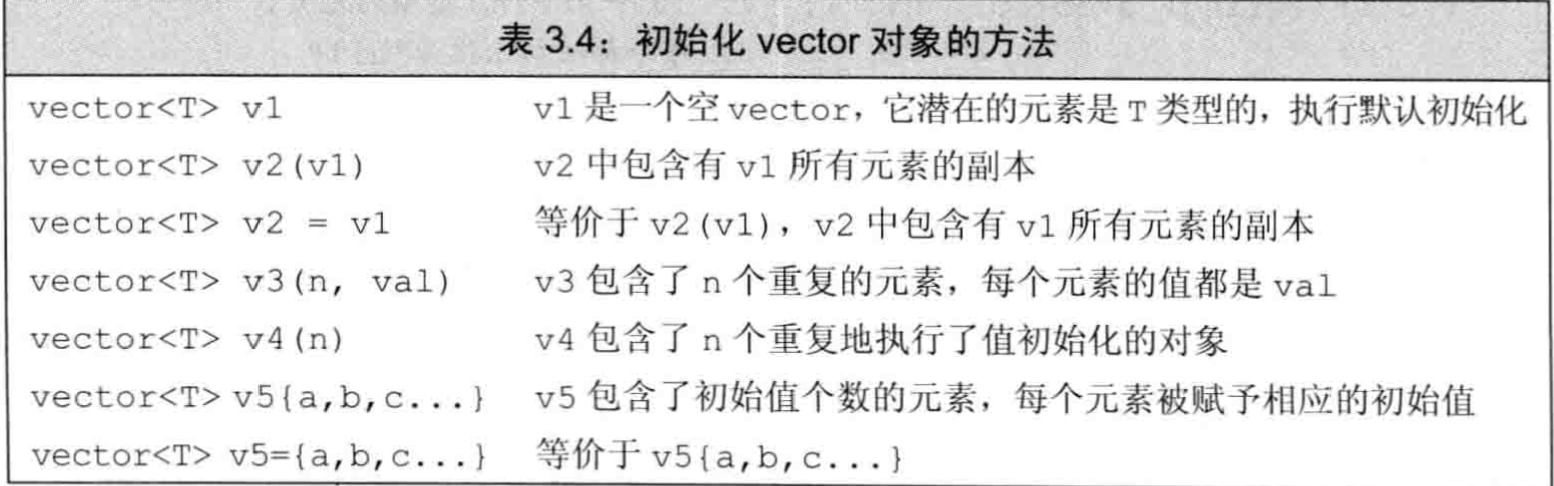 表 3.4：初始化 vector 对象的方法
vector<T> v1 v1 是一个空 vector，它潜在的元素是 T 类型的，执行默认初始化
vector<T> v2(v1) v2 中包含有 v1 所有元素的副本
vector<T> v2 = v1 等价于 v2(v1)，v2 中包含有 v1 所有元素的副本
vector<T> v3(n, val) v3 包含了 n 个重复的元素，每个元素的值都是 val
vector<T> v4(n) v4 包含了 n 个重复地执行了值初始化的对象
vector<T> v5{a,b,c...} v5 包含了初始值个数的元素，每个元素被赋予相应的初始值
vector<T> v5={a,b,c...} 等价于 v5{a,b,c...}